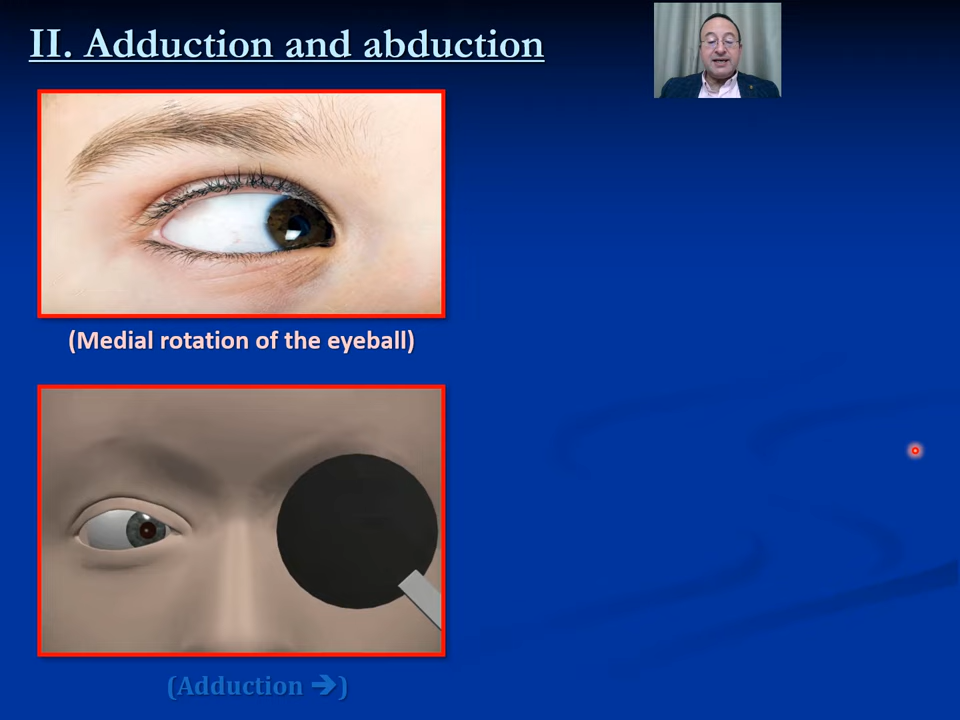 II. Adduction and abduction
(Medial rotation of the eyeball)
(Adduction ➔)